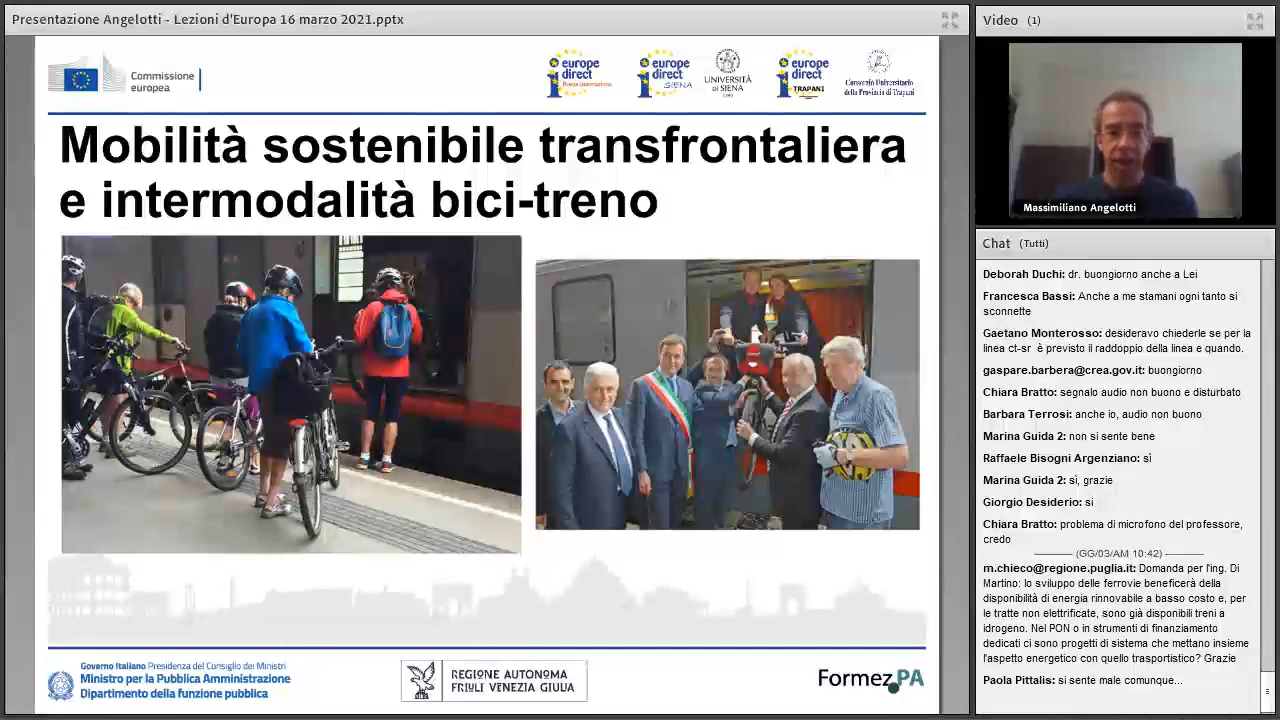 Presentazione Angelotti - Lezioni d'Europa 16 marzo 2021.pptx
Commissione
europea
europe
direct
Roma Innovazione
europe
direct
SIENA
UNIVERSITÀ
DI SIENA
1240
europe
direct
TRAPANI
Consorzio Universitario
della Provincia di Trapani
Mobilità sostenibile transfrontaliera
e intermodalità bici-treno
Governo Italiano Presidenza del Consiglio dei Ministri
Ministro per la Pubblica Amministrazione
Dipartimento della funzione pubblica
REGIONE AUTONOMA
FRIULI VENEZIA GIULIA
Formez PA
Video (1)
Massimiliano Angelotti
Chat (Tutti)
Deborah Duchi: dr. buongiorno anche a Lei
Francesca Bassi: Anche a me stamani ogni tanto si
sconnette
Gaetano Monterosso: desideravo chiederle se per la
linea ct-sr è previsto il raddoppio della linea e quando.
gaspare.barbera@crea.gov.it: buongiorno
Chiara Bratto: segnalo audio non buono e disturbato
Barbara Terrosi: anche io, audio non buono
Marina Guida 2: non si sente bene
Raffaele Bisogni Argenziano: sì
Marina Guida 2: sì, grazie
Giorgio Desiderio: si
Chiara Bratto: problema di microfono del professore,
credo
(GG/03/AM 10:42)
m.chieco@regione.puglia.it: Domanda per l'ing. Di
Martino: lo sviluppo delle ferrovie beneficerà della
disponibilità di energia rinnovabile a basso costo e, per
le tratte non elettrificate, sono già disponibili treni a
idrogeno. Nel PON o in strumenti di finanziamento
dedicati ci sono progetti di sistema che mettano insieme
l'aspetto energetico con quello trasportistico? Grazie
Paola Pittalis: si sente male comunque...